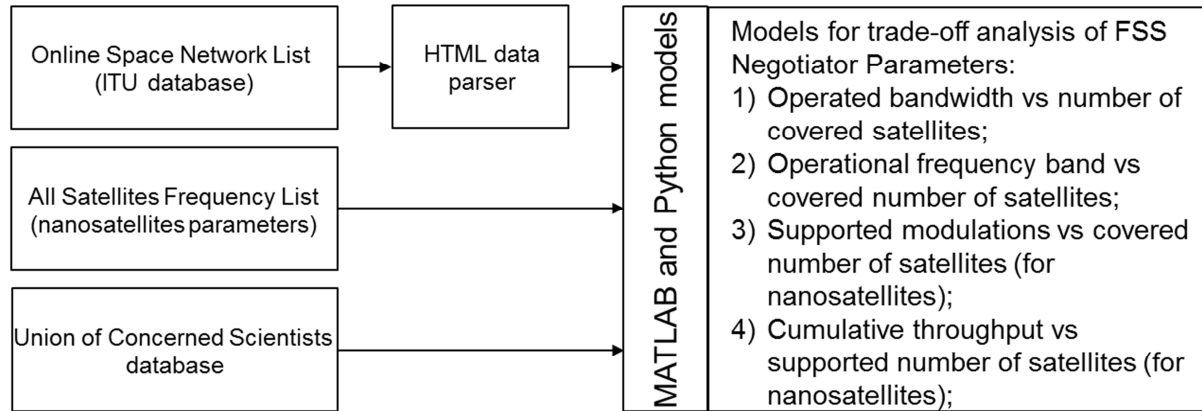 Online Space Network List
(ITU database)
HTML data
parser
All Satellites Frequency List
(nanosatellites parameters)
Union of Concerned Scientists
database
MATLAB and Python models
Models for trade-off analysis of FSS
Negotiator Parameters:
1) Operated bandwidth vs number of
covered satellites;
2) Operational frequency band vs
covered number of satellites;
3) Supported modulations vs covered
number of satellites (for
nanosatellites);
4) Cumulative throughput vs
supported number of satellites (for
nanosatellites);